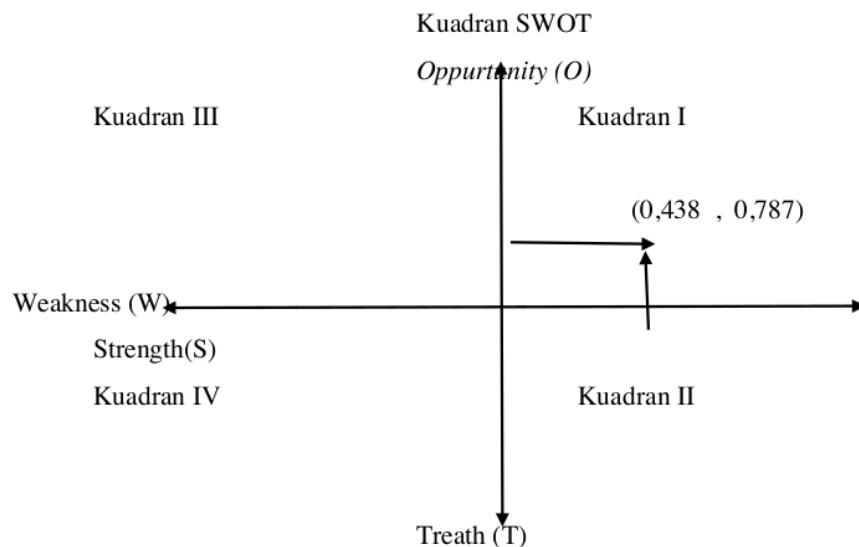 Kuadran SWOT
Oppurtunity (O)
Kuadran III Kuadran I
(0,438 , 0,787)
Weakness (W)
Strength(S)
Kuadran IV Kuadran II
Treath (T)